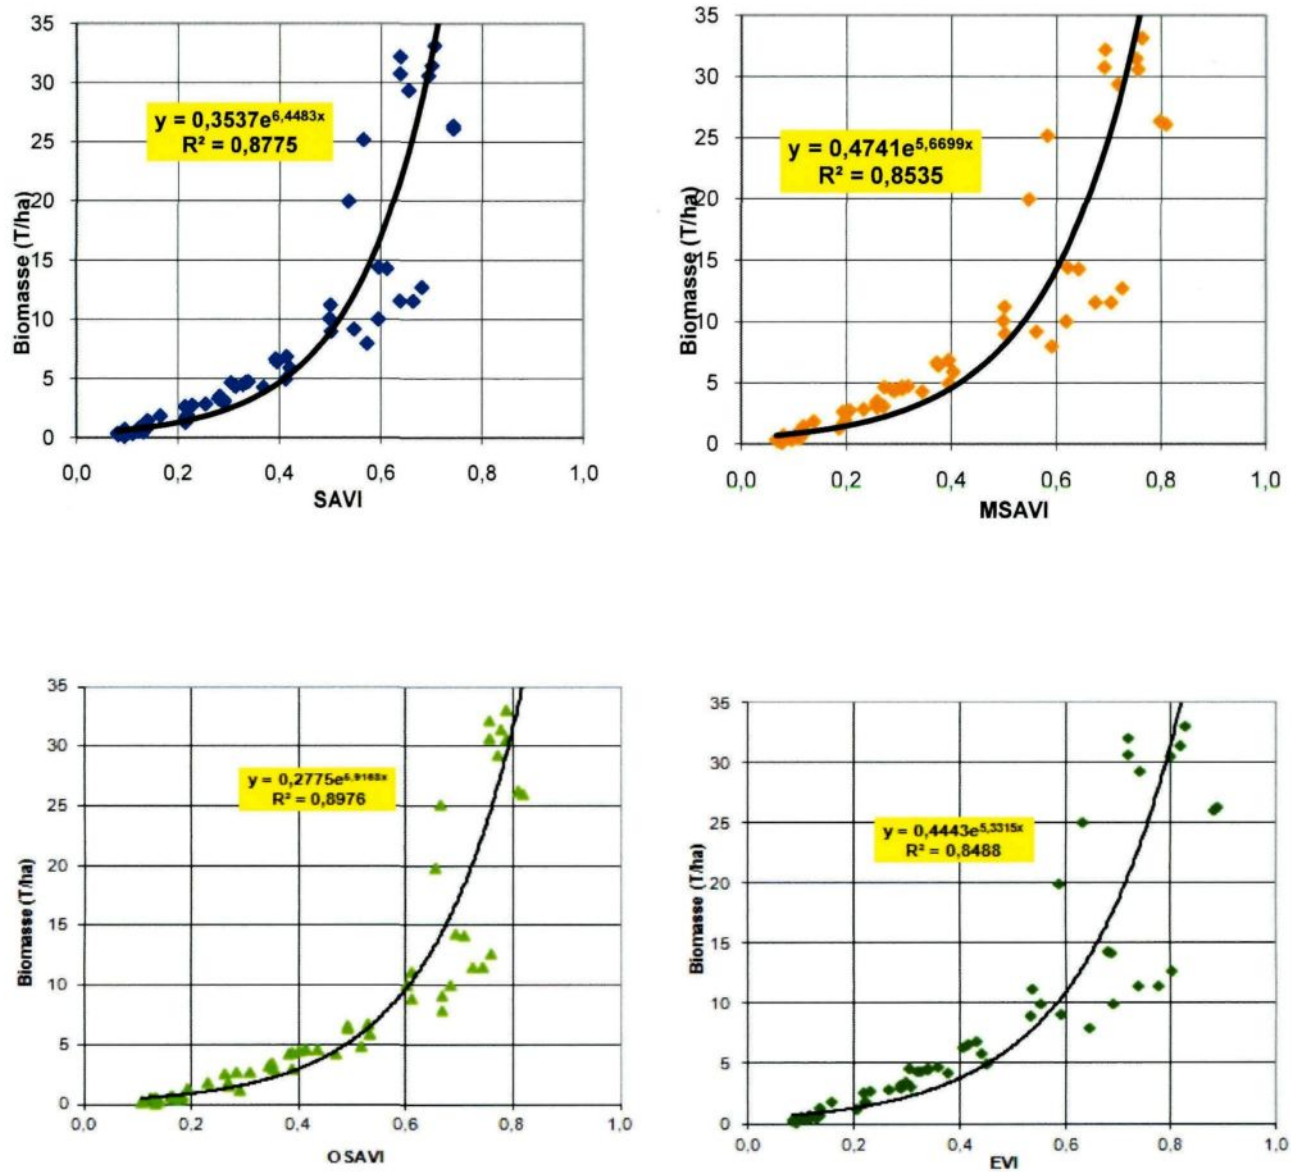 35
30
25
20
15
10
5
0
Biomasse (T/ha)
y = 0,3537e^6,4483x
R² = 0,8775
0,0 0,2 0,4 0,6 0,8 1,0
SAVI
35
30
25
20
15
10
5
0
Biomasse (T/ha)
y = 0,4741e^5,6699x
R² = 0,8535
0,0 0,2 0,4 0,6 0,8 1,0
MSAVI
35
30
25
20
15
10
5
0
Biomasse (T/ha)
y = 0,2775e^5,9168x
R² = 0,8976
0,0 0,2 0,4 0,6 0,8 1,0
OSAVI
35
30
25
20
15
10
5
0
Biomasse (T/ha)
y = 0,4443e^5,3315x
R² = 0,8488
0,0 0,2 0,4 0,6 0,8 1,0
EVI